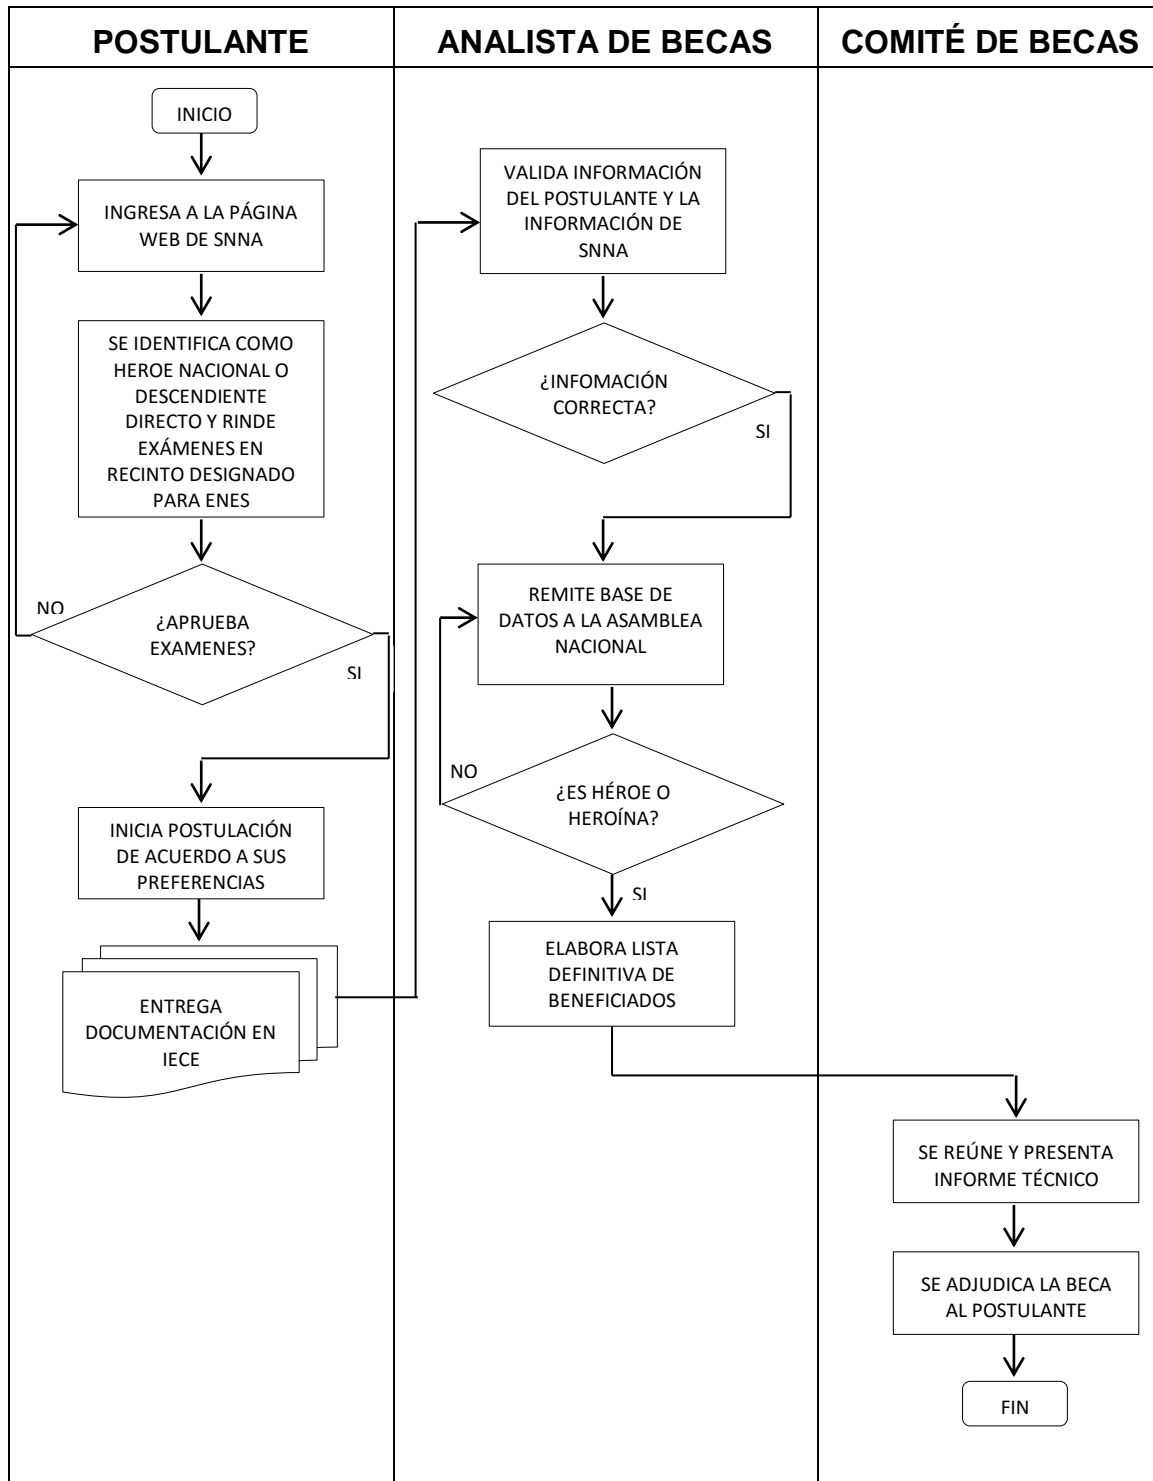 POSTULANTE
ANALISTA DE BECAS
COMITÉ DE BECAS
INICIO
INGRESA A LA PÁGINA
WEB DE SNNA
SE IDENTIFICA COMO
HEROE NACIONAL O
DESCENDIENTE
DIRECTO Y RINDE
EXÁMENES EN
RECINTO DESIGNADO
PARA ENES
NO
¿APRUEBA
EXAMENES?
SI
INICIA POSTULACIÓN
DE ACUERDO A SUS
PREFERENCIAS
ENTREGA
DOCUMENTACIÓN EN
IECE
VALIDA INFORMACIÓN
DEL POSTULANTE Y LA
INFORMACIÓN DE
SNNA
¿INFOMACIÓN
CORRECTA?
SI
REMITE BASE DE
DATOS A LA ASAMBLEA
NACIONAL
NO
¿ES HÉROE O
HEROÍNA?
SI
ELABORA LISTA
DEFINITIVA DE
BENEFICIADOS
SE REÚNE Y PRESENTA
INFORME TÉCNICO
SE ADJUDICA LA BECA
AL POSTULANTE
FIN